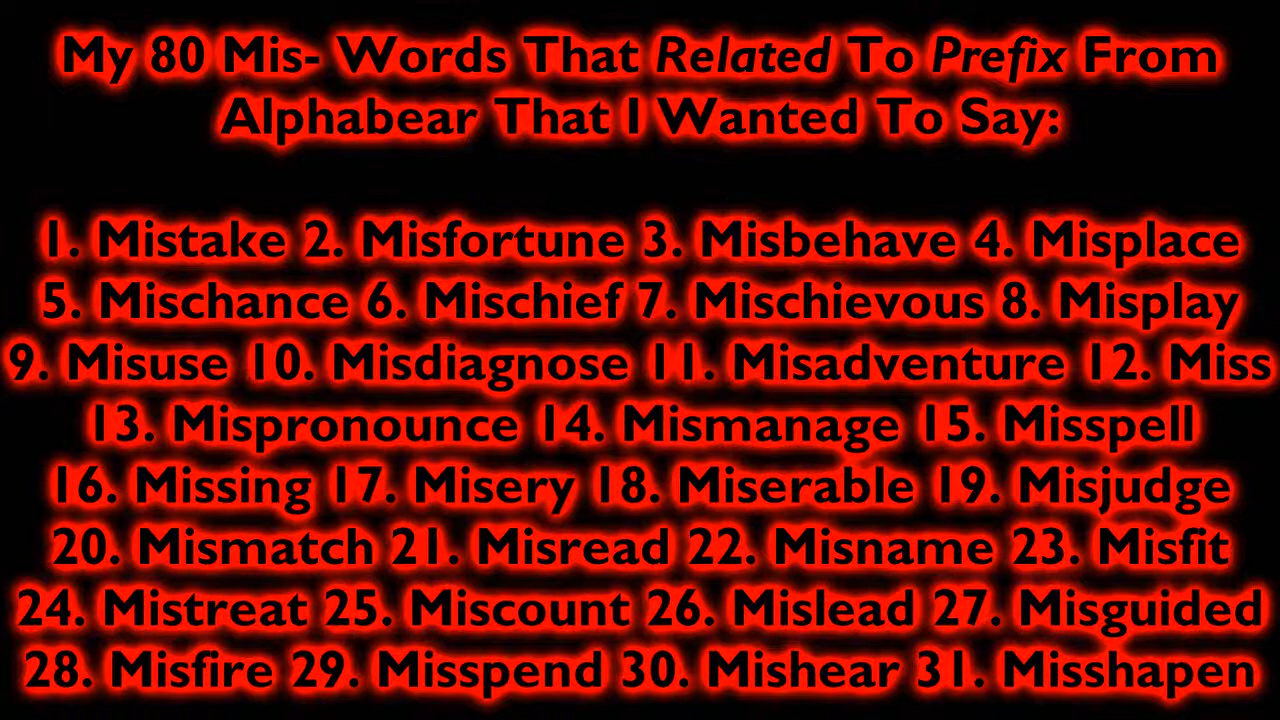 My 80 Mis- Words That Related To Prefix From
Alphabear That I Wanted To Say:
1. Mistake 2. Misfortune 3. Misbehave 4. Misplace
5. Mischance 6. Mischief 7. Mischievous 8. Misplay
9. Misuse 10. Misdiagnose 11. Misadventure 12. Miss
13. Mispronounce 14. Mismanage 15. Misspell
16. Missing 17. Misery 18. Miserable 19. Misjudge
20. Mismatch 21. Misread 22. Misname 23. Misfit
24. Mistreat 25. Miscount 26. Mislead 27. Misguided
28. Misfire 29. Misspend 30. Mishear 31. Misshapen